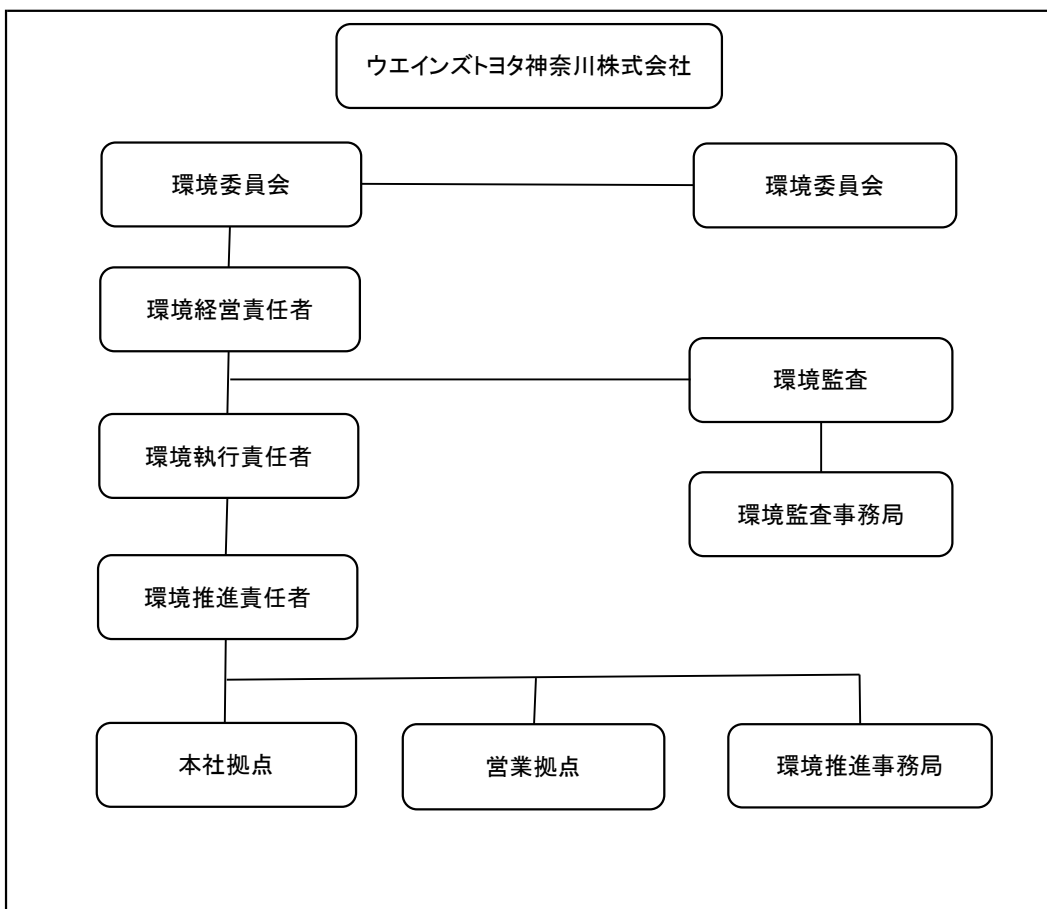 ウエインズトヨタ神奈川株式会社
環境委員会
環境委員会
環境経営責任者
環境監査
環境執行責任者
環境監査事務局
環境推進責任者
本社拠点
営業拠点
環境推進事務局